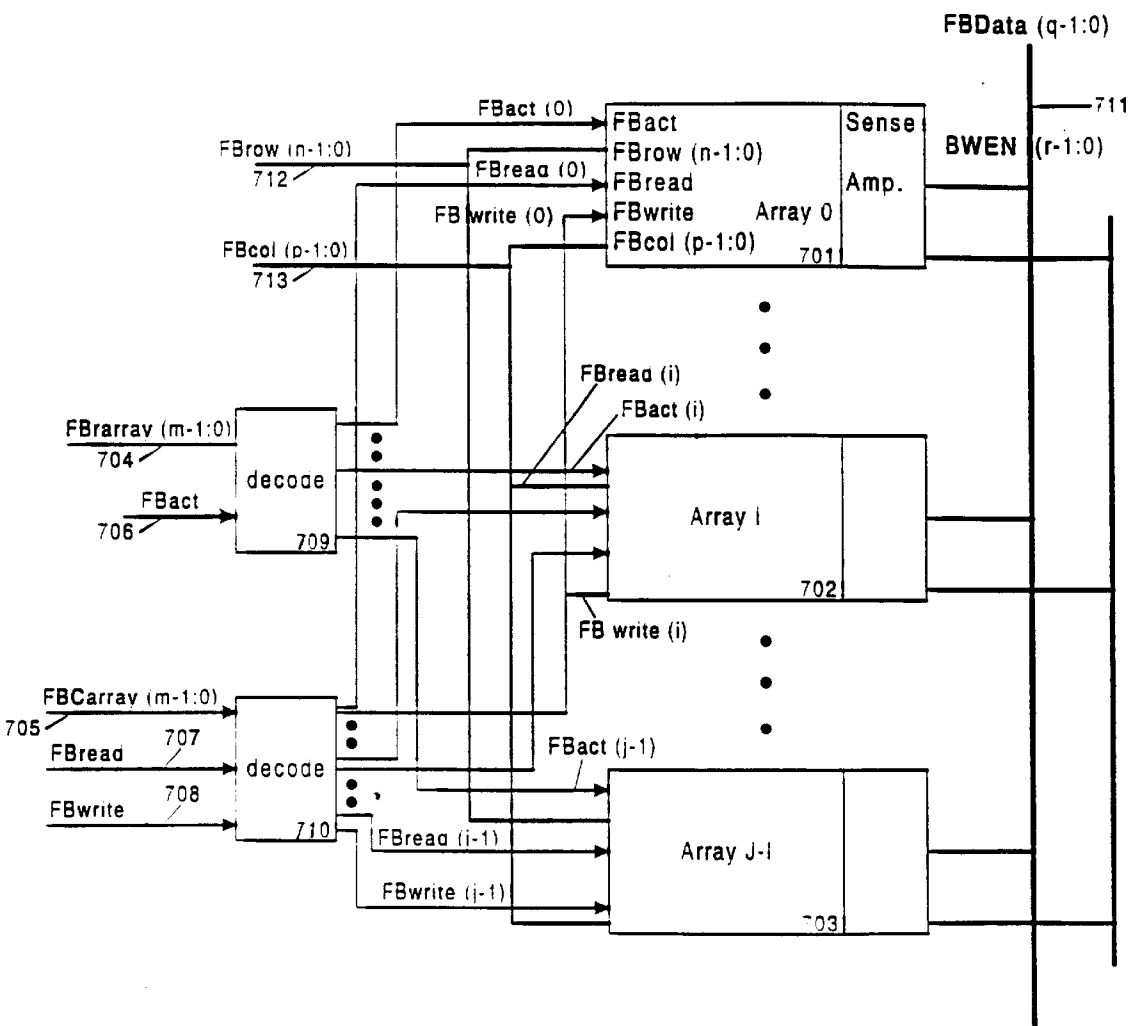 FBData (q-1:0)
711
FBact (0)
FBact
Sense
FBrow (n-1:0)
712
FBrow (n-1:0)
BWEN (r-1:0)
FBread (0)
FBread
Amp.
FB write (0)
FBwrite
Array 0
FBcol (p-1:0)
713
FBcol (p-1:0)
701
FBread (i)
FBact (i)
FBrarray (m-1:0)
704
decode
FBact
706
709
Array I
702
FB write (i)
FBCarray (m-1:0)
705
707
FBread
decode
FBact (j-1)
708
FBwrite
710
FBread (j-1)
Array J-I
FBwrite (j-1)
703